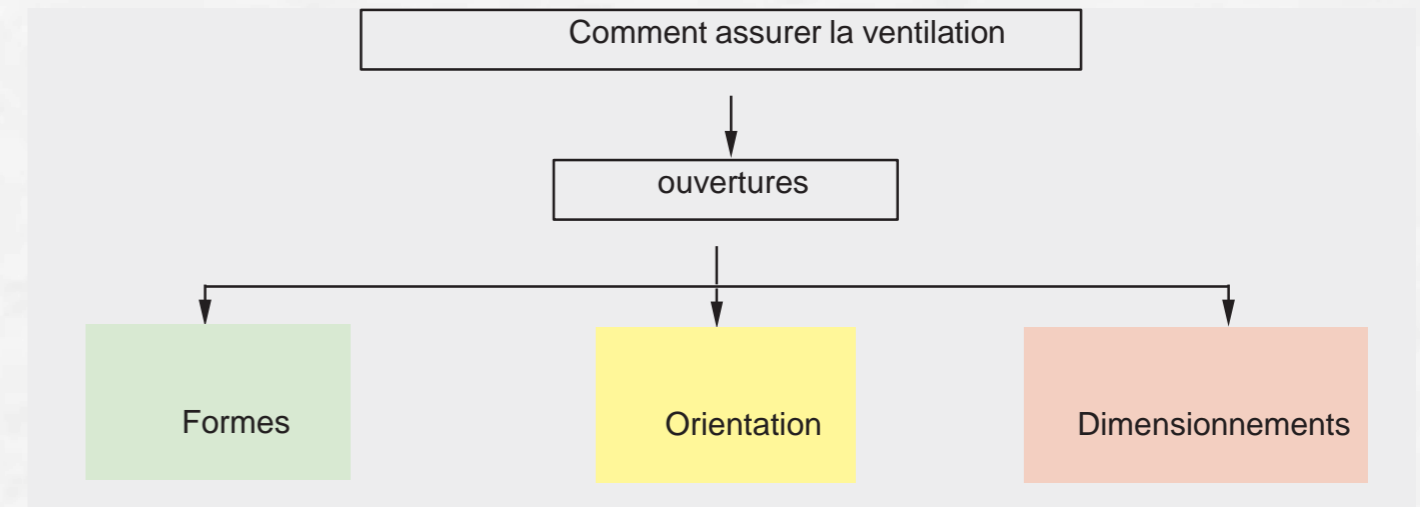 Comment assurer la ventilation
ouvertures
Formes
Orientation
Dimensionnements